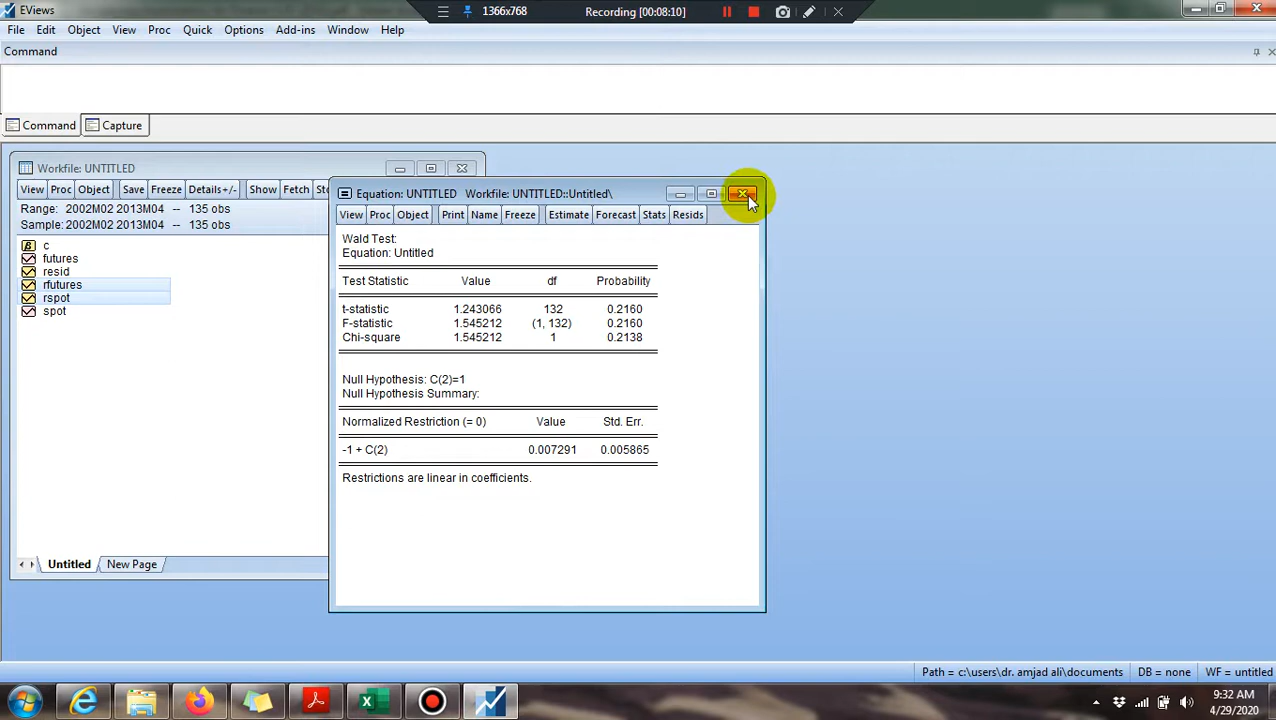 EViews
1366x768
Recording [00:08:10]
File Edit Object View Proc Quick Options Add-ins Window Help
Command
Command Capture
Workfile: UNTITLED
View Proc Object Save Freeze Details+/- Show Fetch
Range: 2002M02 2013M04 -- 135 obs
Sample: 2002M02 2013M04 -- 135 obs
c
futures
resid
rfutures
rspot
spot
Untitled New Page
Equation: UNTITLED Workfile: UNTITLED::Untitled\
View Proc Object Print Name Freeze Estimate Forecast Stats Resids
Wald Test:
Equation: Untitled
Test Statistic Value df Probability
t-statistic 1.243066 132 0.2160
F-statistic 1.545212 (1, 132) 0.2160
Chi-square 1.545212 1 0.2138
Null Hypothesis: C(2)=1
Null Hypothesis Summary:
Normalized Restriction (= 0) Value Std. Err.
-1 + C(2) 0.007291 0.005865
Restrictions are linear in coefficients.
Path = c:\users\dr. amjad ali\documents DB = none WF = untitled
9:32 AM
4/29/2020